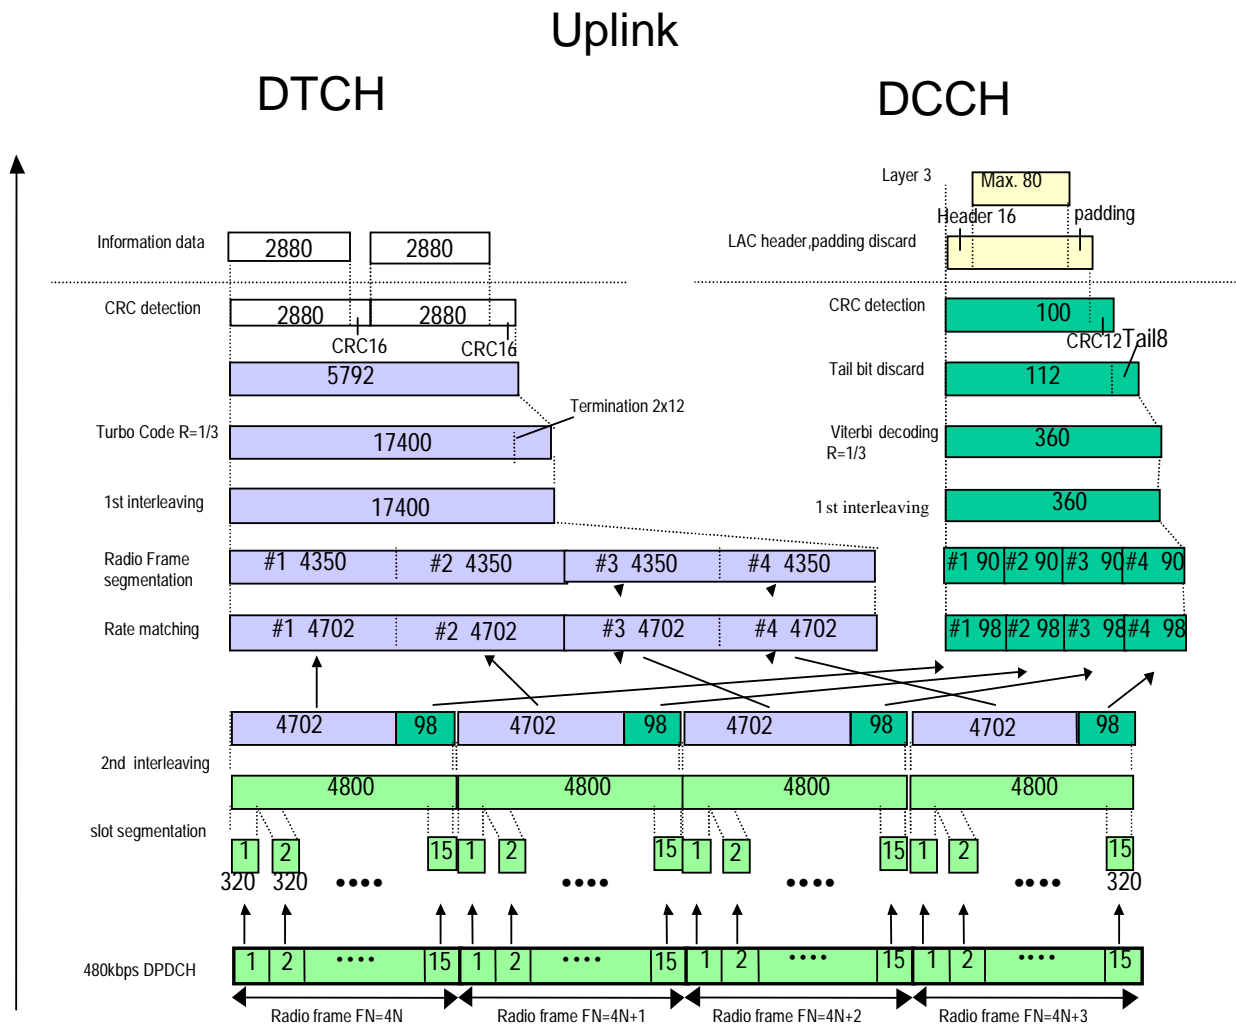 Uplink
DTCH
DCCH
Layer 3
Max. 80
Header 16
padding
Information data
2880
2880
LAC header,padding discard
CRC detection
2880
2880
CRC16
CRC16
CRC detection
100
CRC12
Tail8
5792
Tail bit discard
112
Termination 2x12
Turbo Code R=1/3
17400
Viterbi decoding
R=1/3
360
1st interleaving
17400
1 st interleaving
360
Radio Frame
segmentation
#1 4350
#2 4350
#3 4350
#4 4350
#1 90
#2 90
#3 90
#4 90
Rate matching
#1 4702
#2 4702
#3 4702
#4 4702
#1 98
#2 98
#3 98
#4 98
4702
98
4702
98
4702
98
4702
98
2nd interleaving
4800
4800
4800
4800
slot segmentation
1
2
15
1
2
15
1
2
15
1
2
15
320
320
••••
••••
••••
••••
320
480kbps DPDCH
1
2
••••
15
1
2
••••
15
1
2
••••
15
1
2
••••
15
Radio frame FN=4N
Radio frame FN=4N+1
Radio frame FN=4N+2
Radio frame FN=4N+3